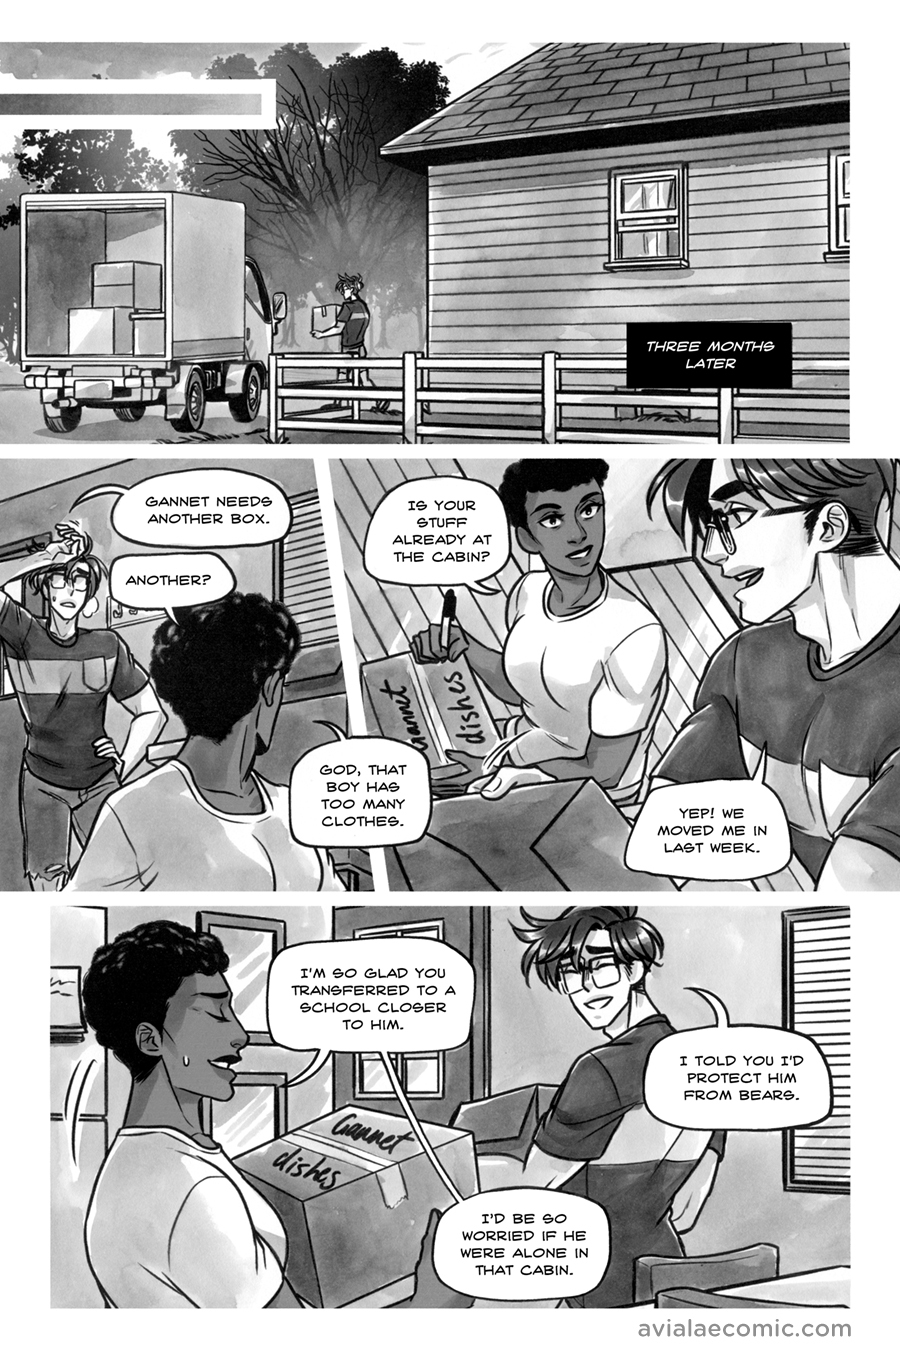 THREE MONTHS
LATER
GANNET NEEDS
ANOTHER BOX.
ANOTHER?
GOD, THAT
BOY HAS
TOO MANY
CLOTHES.
IS YOUR
STUFF
ALREADY AT
THE CABIN?
Gannet
dishes
YEP! WE
MOVED ME IN
LAST WEEK.
I'M SO GLAD YOU
TRANSFERRED TO A
SCHOOL CLOSER
TO HIM.
I TOLD YOU I'D
PROTECT HIM
FROM BEARS.
Gannet
dishes
I'D BE SO
WORRIED IF HE
WERE ALONE IN
THAT CABIN.
avialaecomic.com